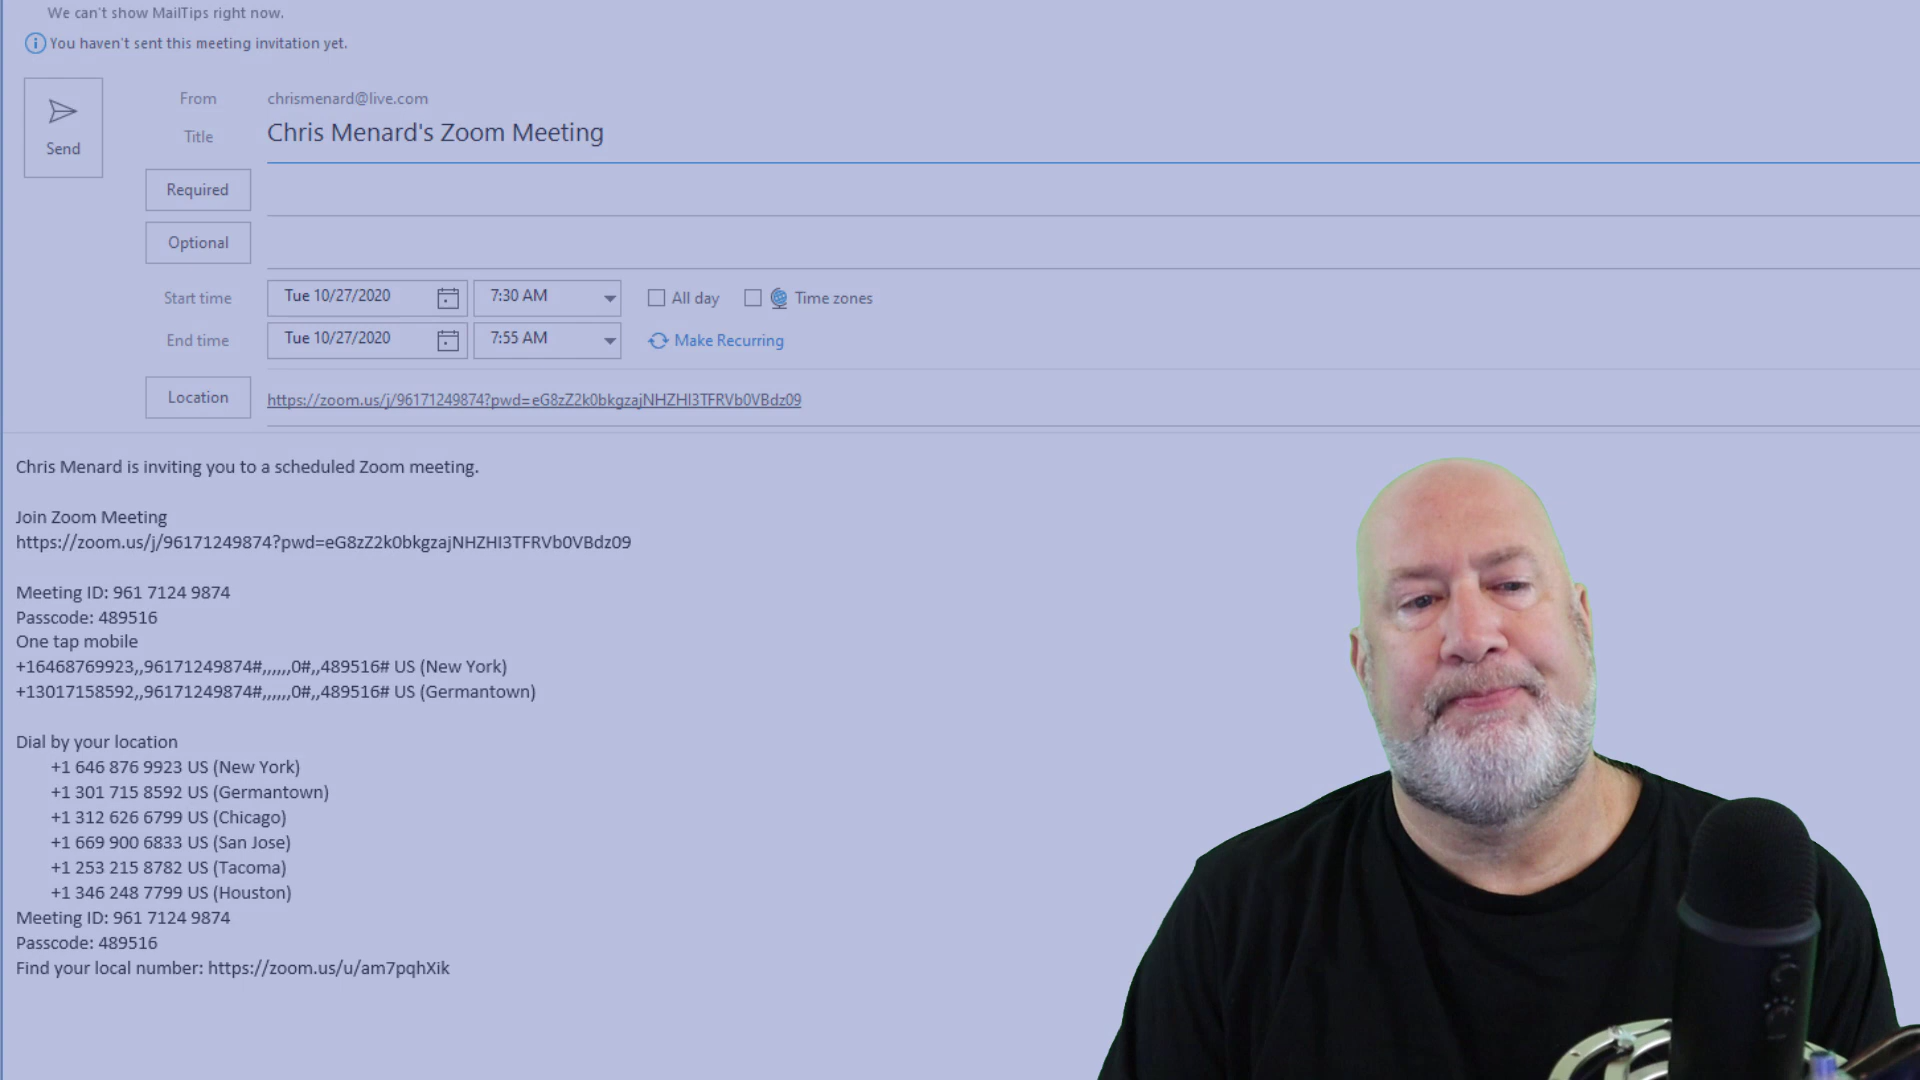 We can't show MailTips right now.
You haven't sent this meeting invitation yet.
Send
From chrismenard@live.com
Title Chris Menard's Zoom Meeting
Required
Optional
Start time Tue 10/27/2020 7:30 AM All day Time zones
End time Tue 10/27/2020 7:55 AM Make Recurring
Location https://zoom.us/j/96171249874?pwd=eG8zZ2k0bkgzajNHZHI3TFRVb0VBdz09
Chris Menard is inviting you to a scheduled Zoom meeting.
Join Zoom Meeting
https://zoom.us/j/96171249874?pwd=eG8zZ2k0bkgzajNHZHI3TFRVb0VBdz09
Meeting ID: 961 7124 9874
Passcode: 489516
One tap mobile
+16468769923,,96171249874#,,,,,,0#,,489516# US (New York)
+13017158592,,96171249874#,,,,,,0#,,489516# US (Germantown)
Dial by your location
+1 646 876 9923 US (New York)
+1 301 715 8592 US (Germantown)
+1 312 626 6799 US (Chicago)
+1 669 900 6833 US (San Jose)
+1 253 215 8782 US (Tacoma)
+1 346 248 7799 US (Houston)
Meeting ID: 961 7124 9874
Passcode: 489516
Find your local number: https://zoom.us/u/am7pqhXik